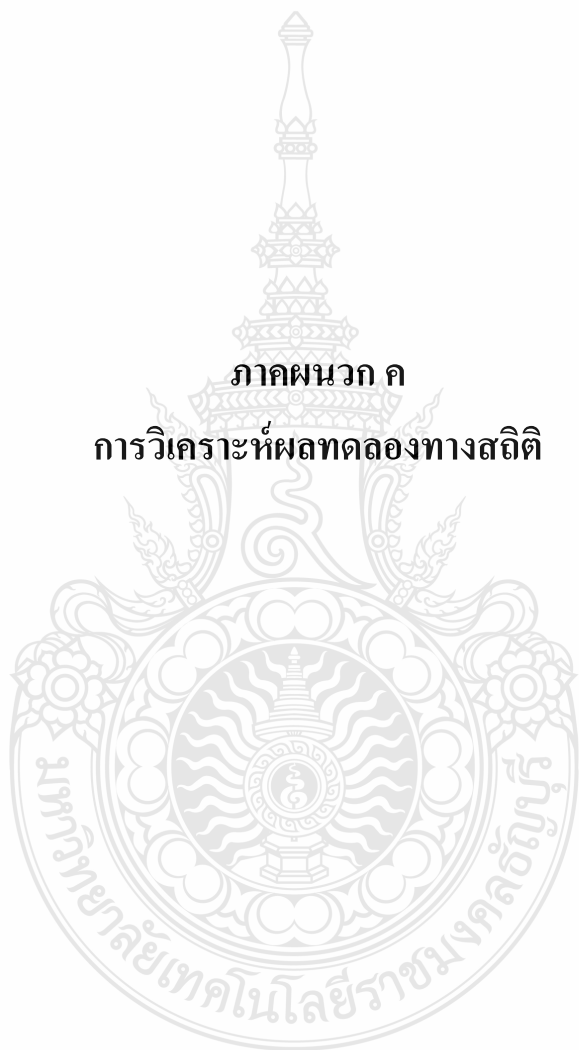 ภาคผนวก ค
การวิเคราะห์ผลทดลองทางสถิติ
มหาวิทยาลัยเทคโนโลยีราชมงคลธัญบุรี